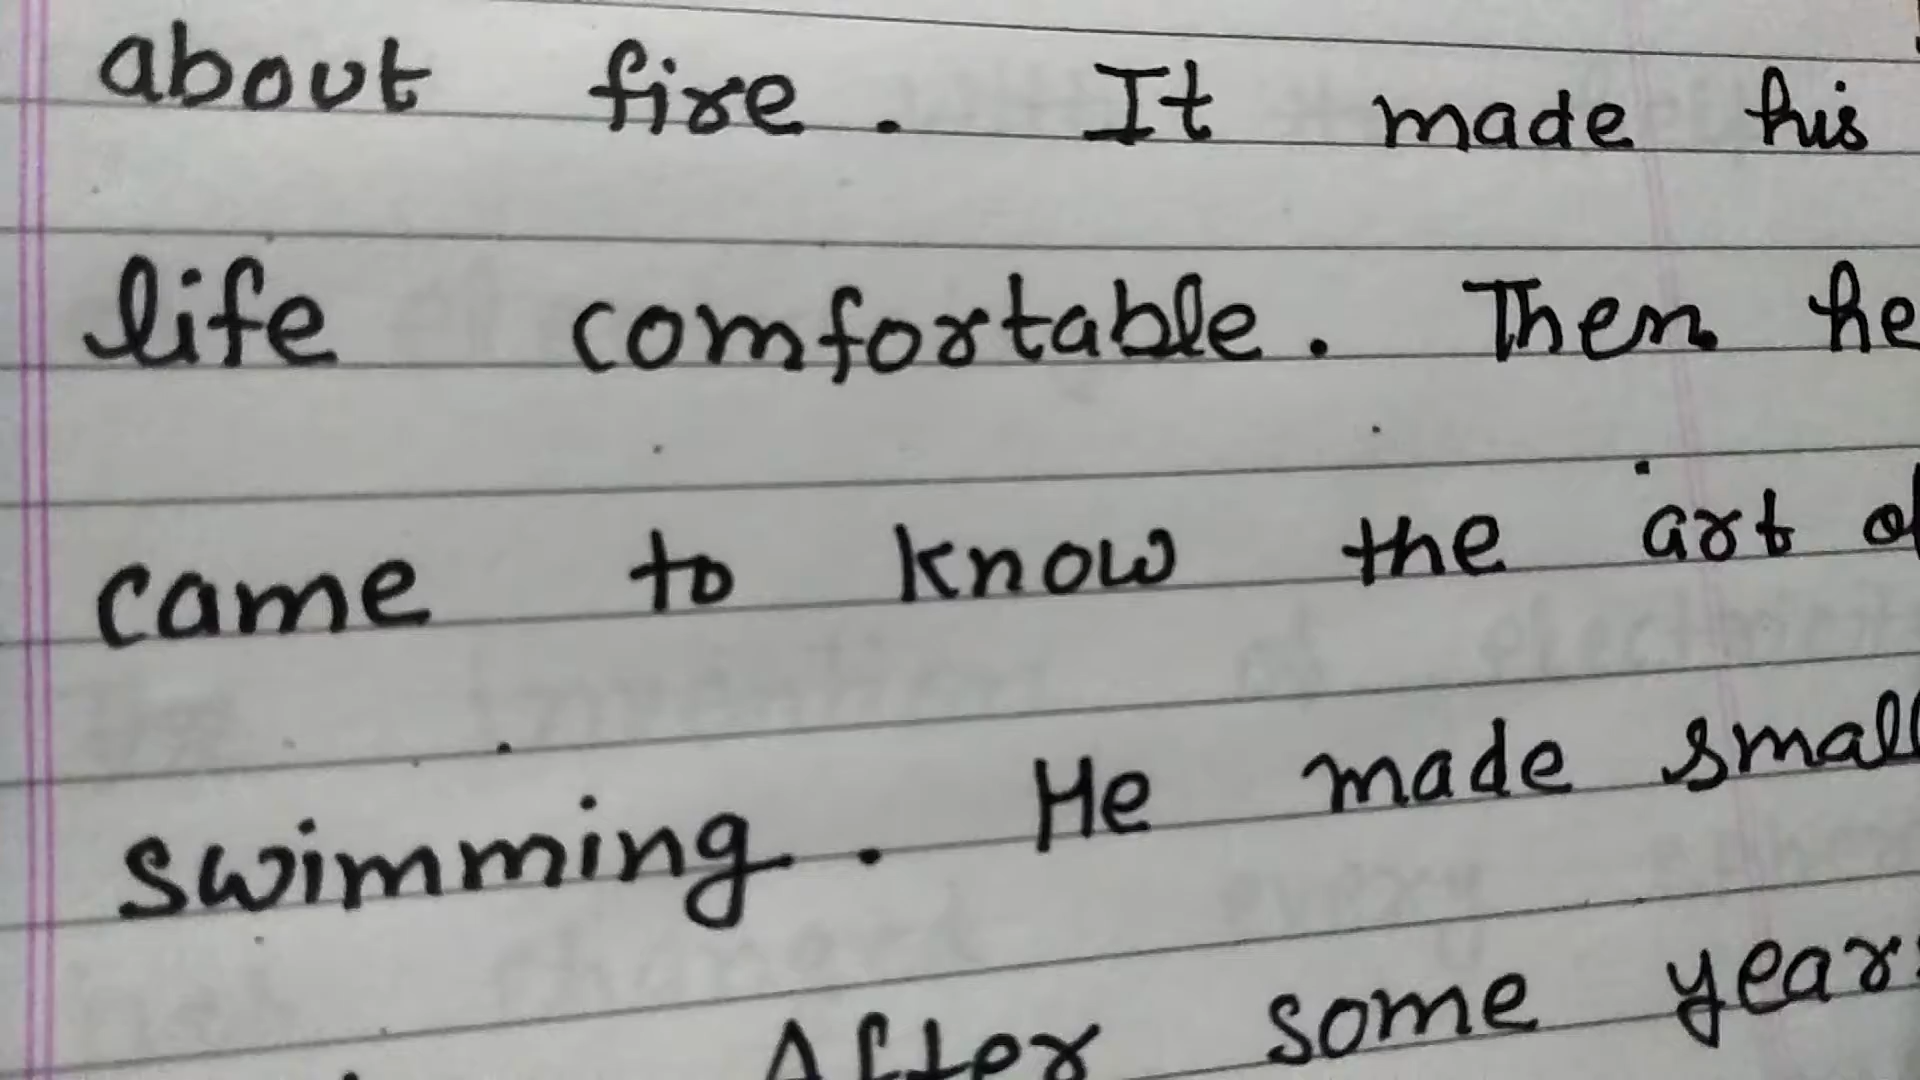 about fire. It made his
life comfortable. Then he
came to know the art of
swimming. He made small
After some years